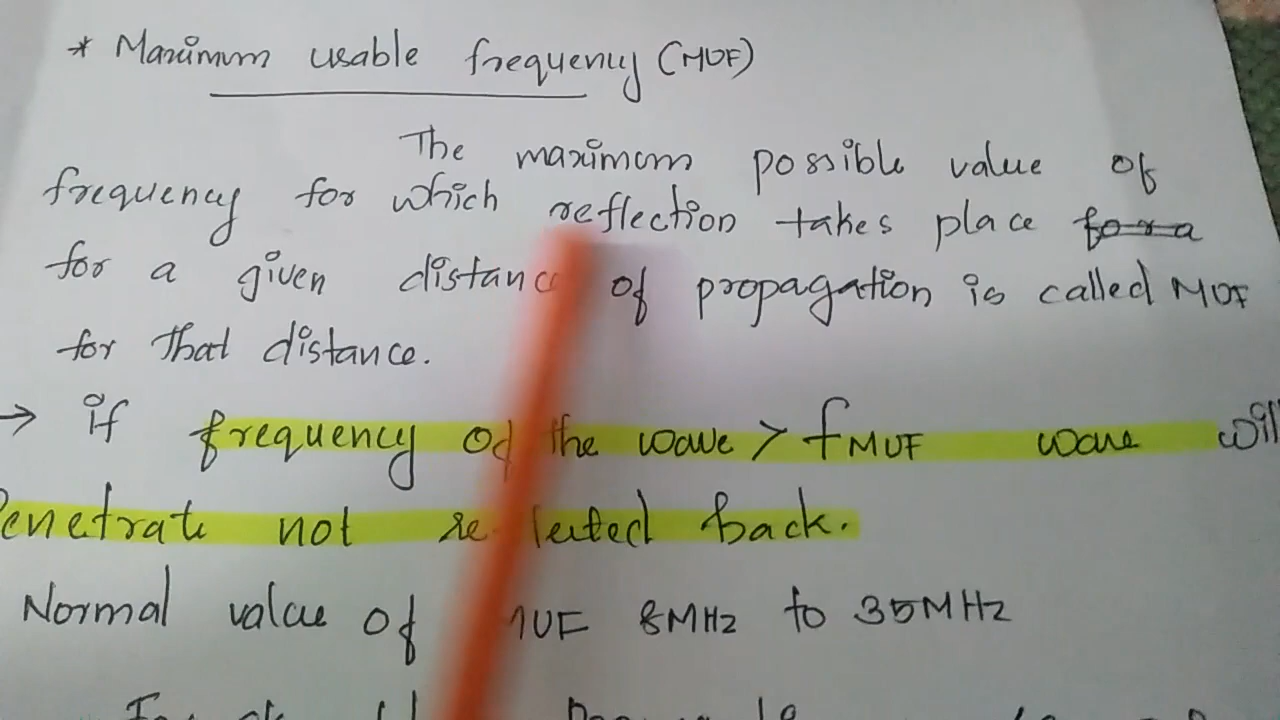 * Maximum usable frequency (MUF)
The maximum possible value of
frequency for which reflection takes place for a
for a given distance of propagation is called MUF
for that distance.
→ if frequency of the wave > fMUF wave will
Penetrate not reflected back.
Normal value of MUF 8MHz to 35MHz